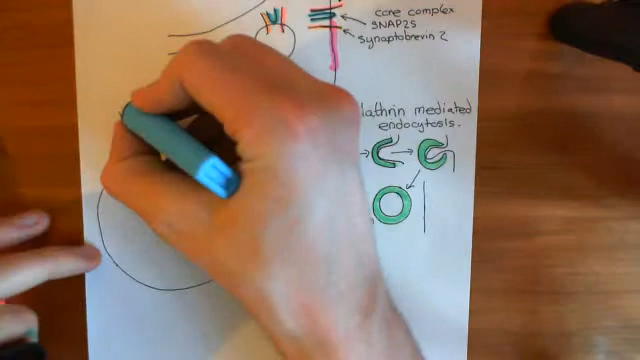 core complex
SNAP25
synaptobrevin 2
lathrin mediated
endocytosis.